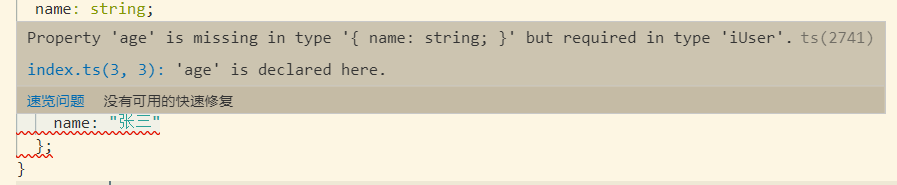 name: string;
Property 'age' is missing in type '{ name: string; }' but required in type 'iUser'. ts(2741)
index.ts(3, 3): 'age' is declared here.
速览问题 没有可用的快速修复
name: "张三"
};
}